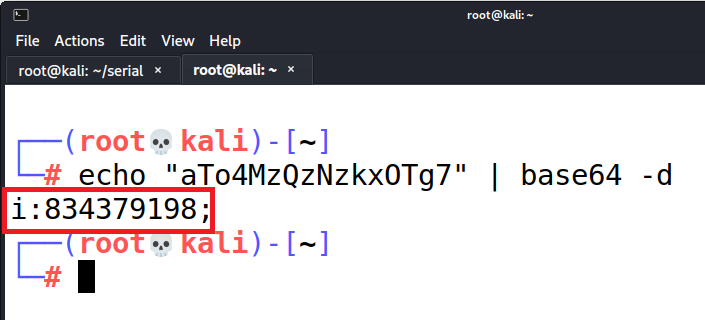 root@kali: ~
File Actions Edit View Help
root@kali: ~/serial × root@kali: ~ ×
┌──(root💀kali)-[~]
└─# echo "aTo4MzQzNzkxOTg7" | base64 -d
i:834379198;
┌──(root💀kali)-[~]
└─#